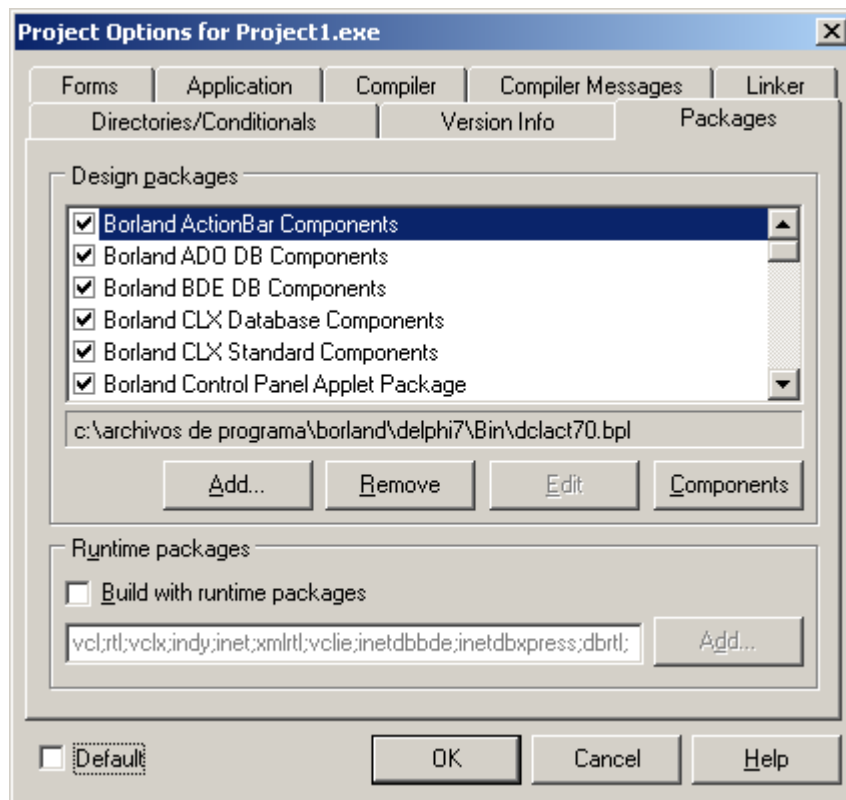 Project Options for Project1.exe
Forms Application Compiler Compiler Messages Linker
Directories/Conditionals Version Info Packages
Design packages
Borland ActionBar Components
Borland ADO DB Components
Borland BDE DB Components
Borland CLX Database Components
Borland CLX Standard Components
Borland Control Panel Applet Package
c:\archivos de programa\borland\delphi7\Bin\dclact70.bpl
Add... Remove Edit Components
Runtime packages
Build with runtime packages
vcl;rtl;vclx;indy;inet;xmlrtl;vclie;inetdbbde;inetdbxpress;dbrtl; Add...
Default OK Cancel Help